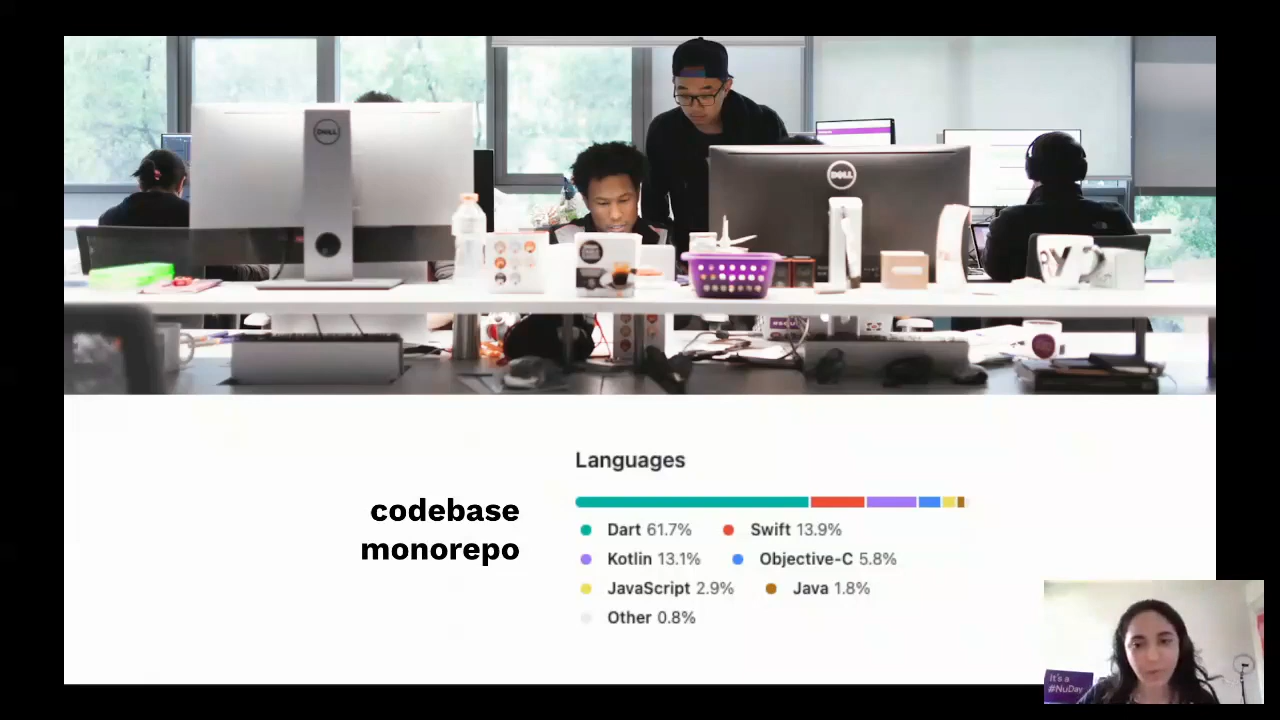 DELL
DELL
Languages
codebase
monorepo
Dart 61.7%
Swift 13.9%
Kotlin 13.1%
Objective-C 5.8%
JavaScript 2.9%
Java 1.8%
Other 0.8%
It's a
#NuDay